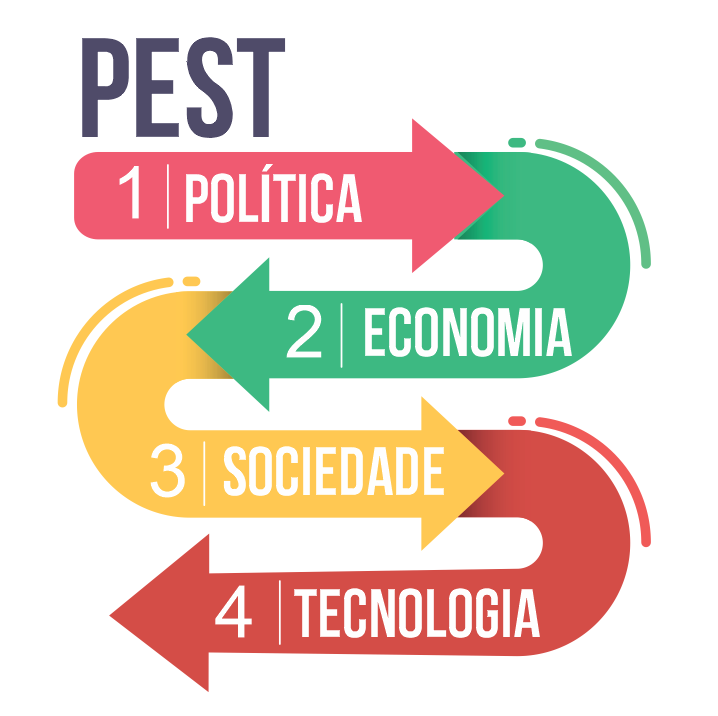 PEST
1 POLÍTICA
2 ECONOMIA
3 SOCIEDADE
4 TECNOLOGIA